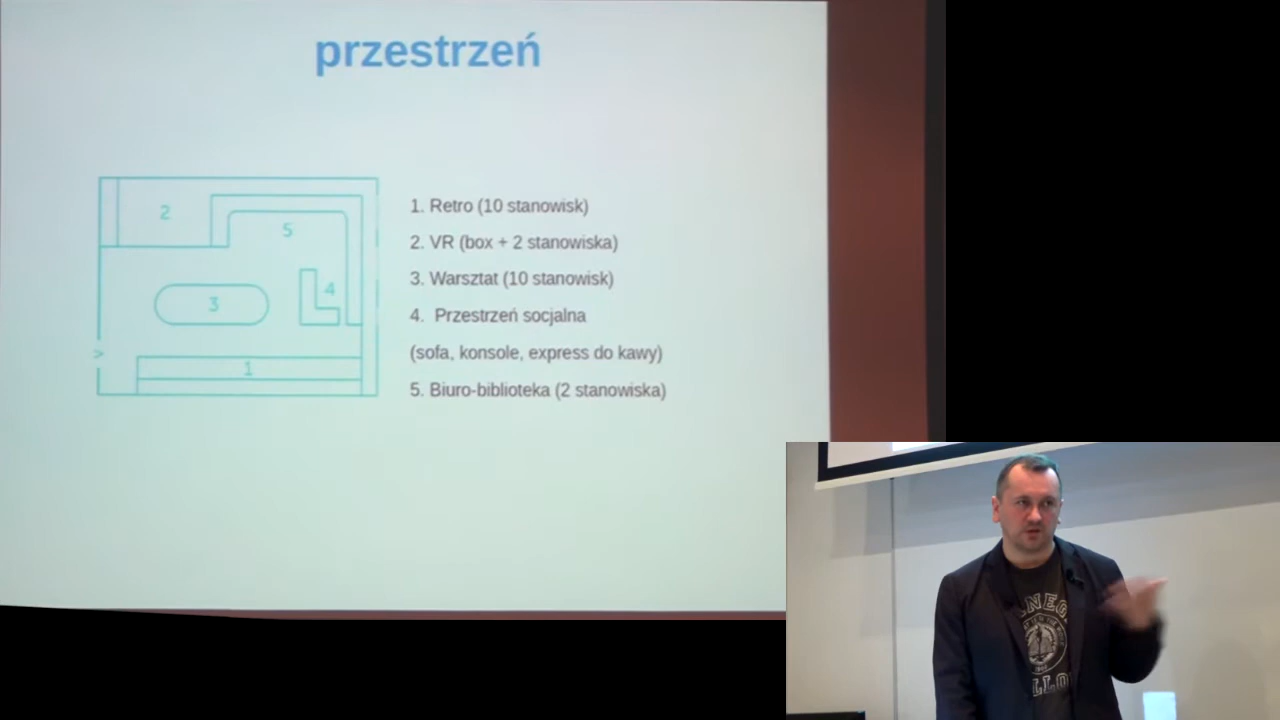 przestrzeń
2
5
3
4
>
1
1. Retro (10 stanowisk)
2. VR (box + 2 stanowiska)
3. Warsztat (10 stanowisk)
4. Przestrzeń socjalna
(sofa, konsole, express do kawy)
5. Biuro-biblioteka (2 stanowiska)